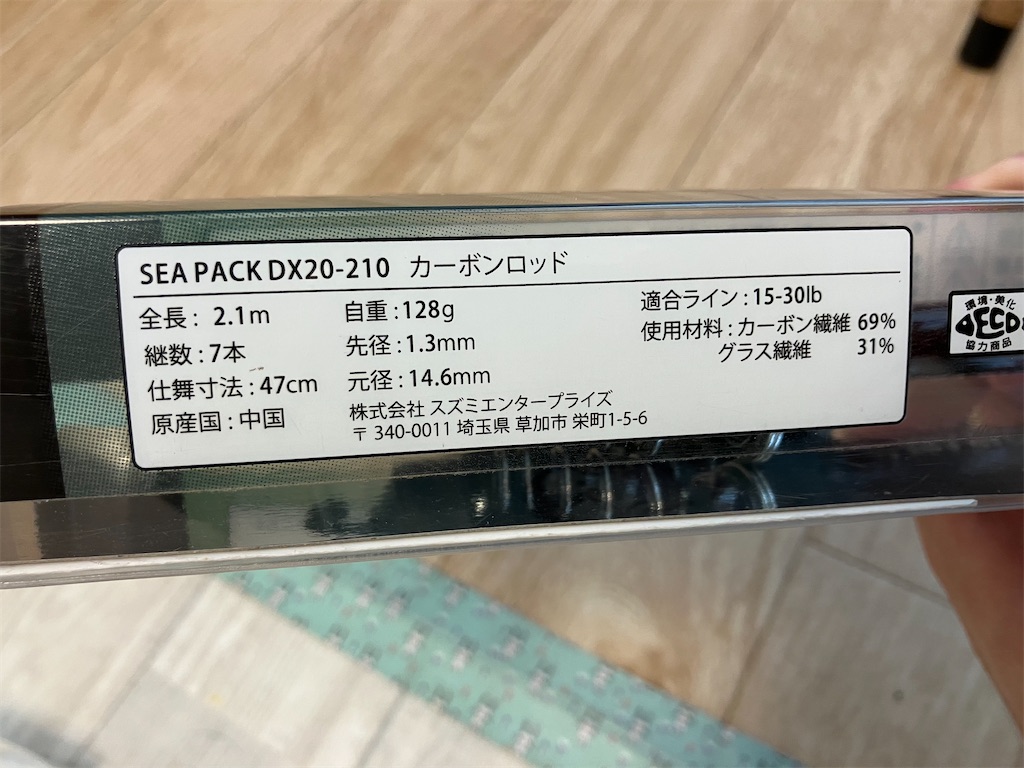 SEA PACK DX20-210 カーボンロッド
全長 : 2.1m
継数 : 7本
仕舞寸法 : 47cm
原産国 : 中国
自重 : 128g
先径 : 1.3mm
元径 : 14.6mm
株式会社 スズミエンタープライズ
〒 340-0011 埼玉県 草加市 栄町1-5-6
適合ライン : 15-30lb
使用材料 : カーボン繊維 69%
グラス繊維 31%
環境・美化
DECO
協力商品